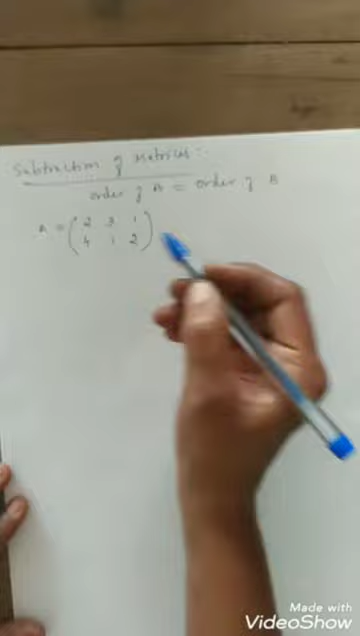 Subtraction of Matrices:-
order of A = order of B
A = (2 3 1
4 1 2)
Made with
VideoShow